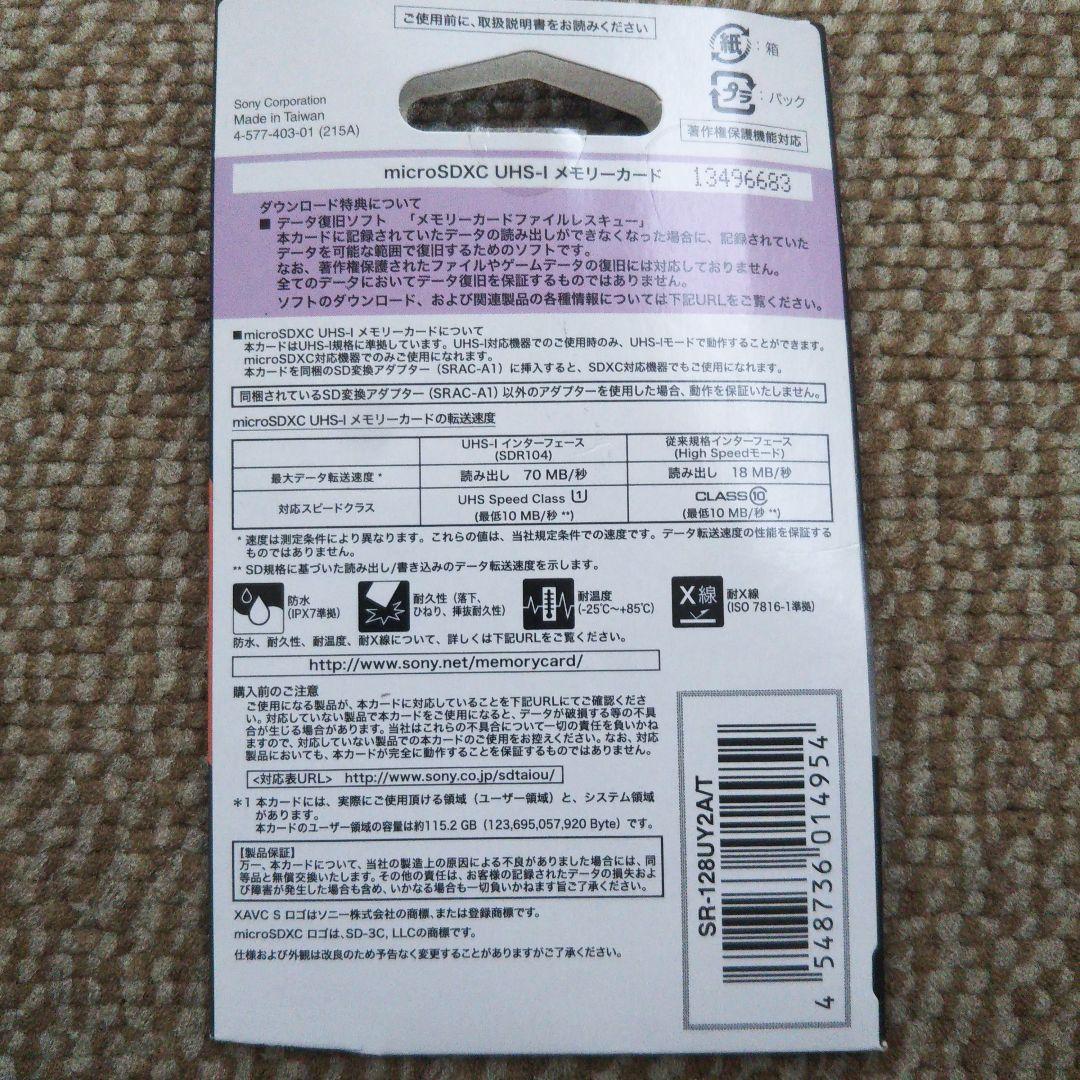 ご使用前に、取扱説明書をお読みください
紙:箱
プラ:パック
Sony Corporation
Made in Taiwan
4-577-403-01 (215A)
著作権保護機能対応
microSDXC UHS-I メモリーカード 13496683
ダウンロード特典について
■ データ復旧ソフト 「メモリーカードファイルレスキュー」
本カードに記録されていたデータの読み出しができなくなった場合に、記録されていた
データを可能な範囲で復旧するためのソフトです。
なお、著作権保護されたファイルやゲームデータの復旧には対応しておりません。
全てのデータにおいてデータ復旧を保証するものではありません。
ソフトのダウンロード、および関連製品の各種情報については下記URLをご覧ください。
■microSDXC UHS-I メモリーカードについて
本カードはUHS-I規格に準拠しています。UHS-I対応機器でのご使用時のみ、UHS-Iモードで動作することができます。
microSDXC対応機器でのみご使用になれます。
本カードを同梱のSD変換アダプター(SRAC-A1)に挿入すると、SDXC対応機器でもご使用になれます。
同梱されているSD変換アダプター(SRAC-A1)以外のアダプターを使用した場合、動作を保証いたしません。
microSDXC UHS-I メモリーカードの転送速度
UHS-I インターフェース 従来規格インターフェース
(SDR104) (High Speedモード)
最大データ転送速度 * 読み出し 70 MB/秒 読み出し 18 MB/秒
対応スピードクラス UHS Speed Class 1 CLASS10
(最低10 MB/秒 **) (最低10 MB/秒 **)
* 速度は測定条件により異なります。これらの値は、当社規定条件での速度です。データ転送速度の性能を保証する
ものではありません。
** SD規格に基づいた読み出し/書き込みのデータ転送速度を示します。
防水 耐久性(落下、 耐温度 X線 耐X線
(IPX7準拠) ひねり、挿抜耐久性) (-25℃~+85℃) (ISO 7816-1準拠)
防水、耐久性、耐温度、耐X線について、詳しくは下記URLをご覧ください。
http://www.sony.net/memorycard/
購入前のご注意
ご使用になる製品が、本カードに対応していることを下記URLにてご確認くださ
い。対応していない製品で本カードをご使用になると、データが破損する等の不具
合が生じる場合があります。当社はこれらの不具合について一切の責任を負いかね
ますので、対応していない製品での本カードのご使用をお控えください。なお、対応
製品においても、本カードが完全に動作することを保証するものではありません。
<対応表URL> http://www.sony.co.jp/sdtaiou/
*1 本カードには、実際にご使用頂ける領域(ユーザー領域)と、システム領域
があります。
本カードのユーザー領域の容量は約115.2 GB(123,695,057,920 Byte)です。
【製品保証】
万一、本カードについて、当社の製造上の原因による不良がありました場合には、同
等品と無償交換いたします。その他の責任は、お客様の記録されたデータの損失およ
び障害が発生した場合も含め、いかなる場合も一切負いかねます旨ご了承ください。
XAVC S ロゴはソニー株式会社の商標、または登録商標です。
microSDXC ロゴは、SD-3C, LLCの商標です。
仕様および外観は改良のため予告なく変更することがありますがご了承ください。
SR-128UY2A/T
4 548736 014954